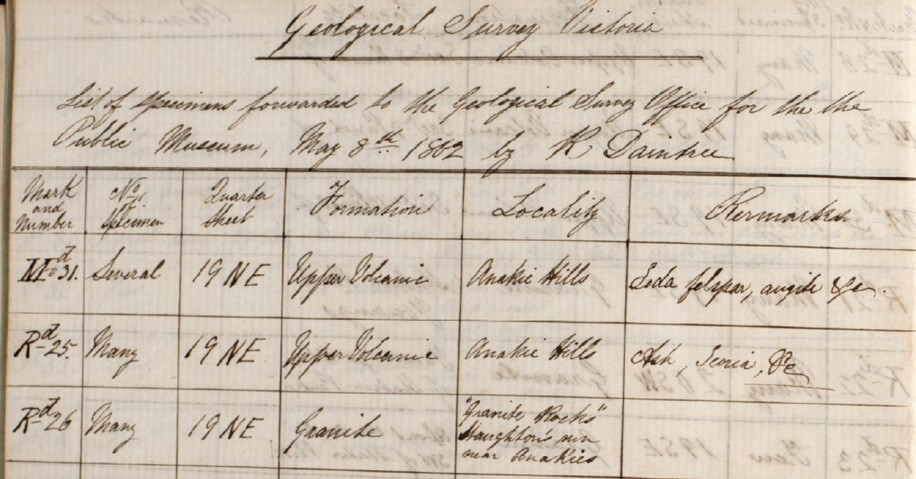 Geological Survey Victoria
List of Specimens forwarded to the Geological Survey Office for the the
Public Museum, May 8th 1862 by R Daintree
Mark and Number | No. of Specimen | Quarter Sheet | Formation | Locality | Remarks
Md 31. | Several | 19 NE | Upper Volcanic | Anakie Hills | Soda felspar, augite &c.
Rd 25. | Many | 19 NE | Upper Volcanic | Anakie Hills | Ash, Scoria, &c
Rd 26 | Many | 19 NE | Granite | "Granite Rocks" Staughton's run near Anakies